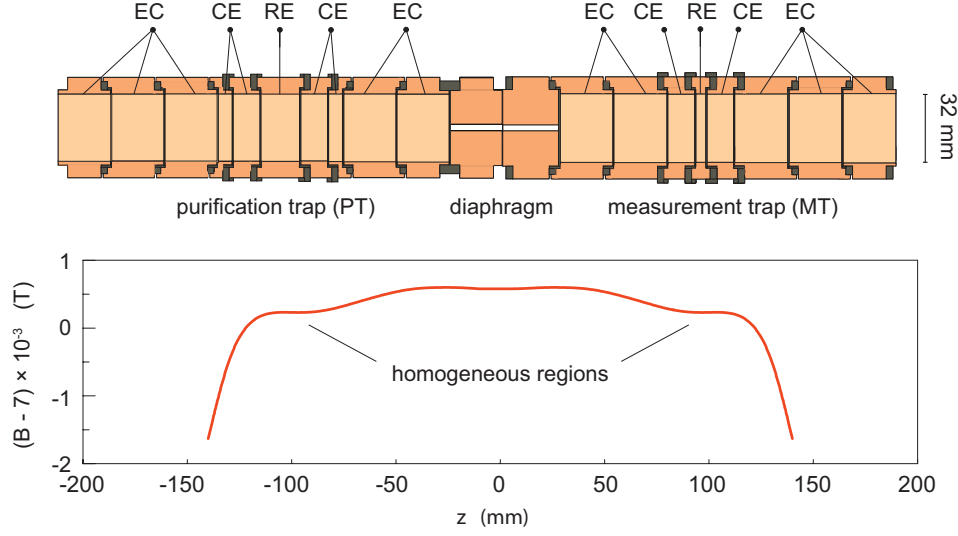 EC CE RE CE EC EC CE RE CE EC
32 mm
purification trap (PT) diaphragm measurement trap (MT)
(B - 7) × 10⁻³ (T)
1
0
-1
-2
homogeneous regions
-200 -150 -100 -50 0 50 100 150 200
z (mm)